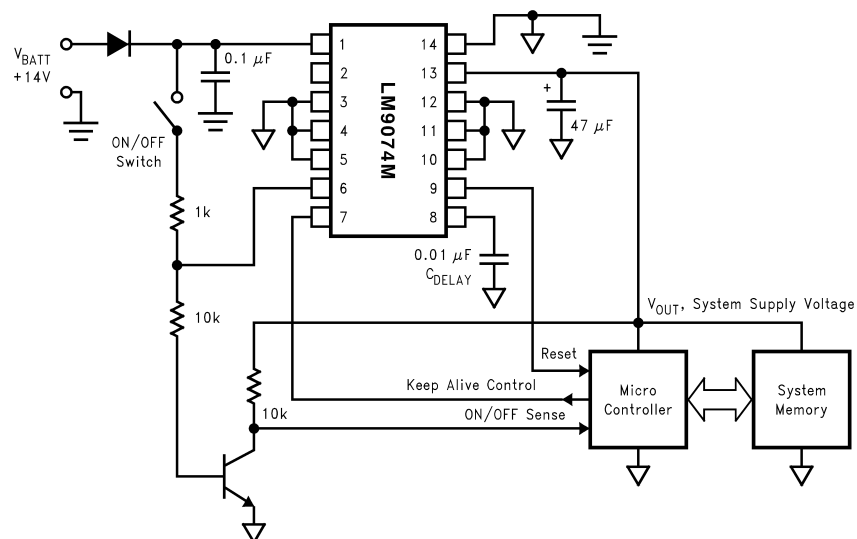 V_BATT
+14V
0.1 μF
ON/OFF
Switch
1k
10k
10k
LM9074M
1
2
3
4
5
6
7
14
13
12
11
10
9
8
+
47 μF
0.01 μF
C_DELAY
V_OUT, System Supply Voltage
Reset
Keep Alive Control
ON/OFF Sense
Micro
Controller
System
Memory